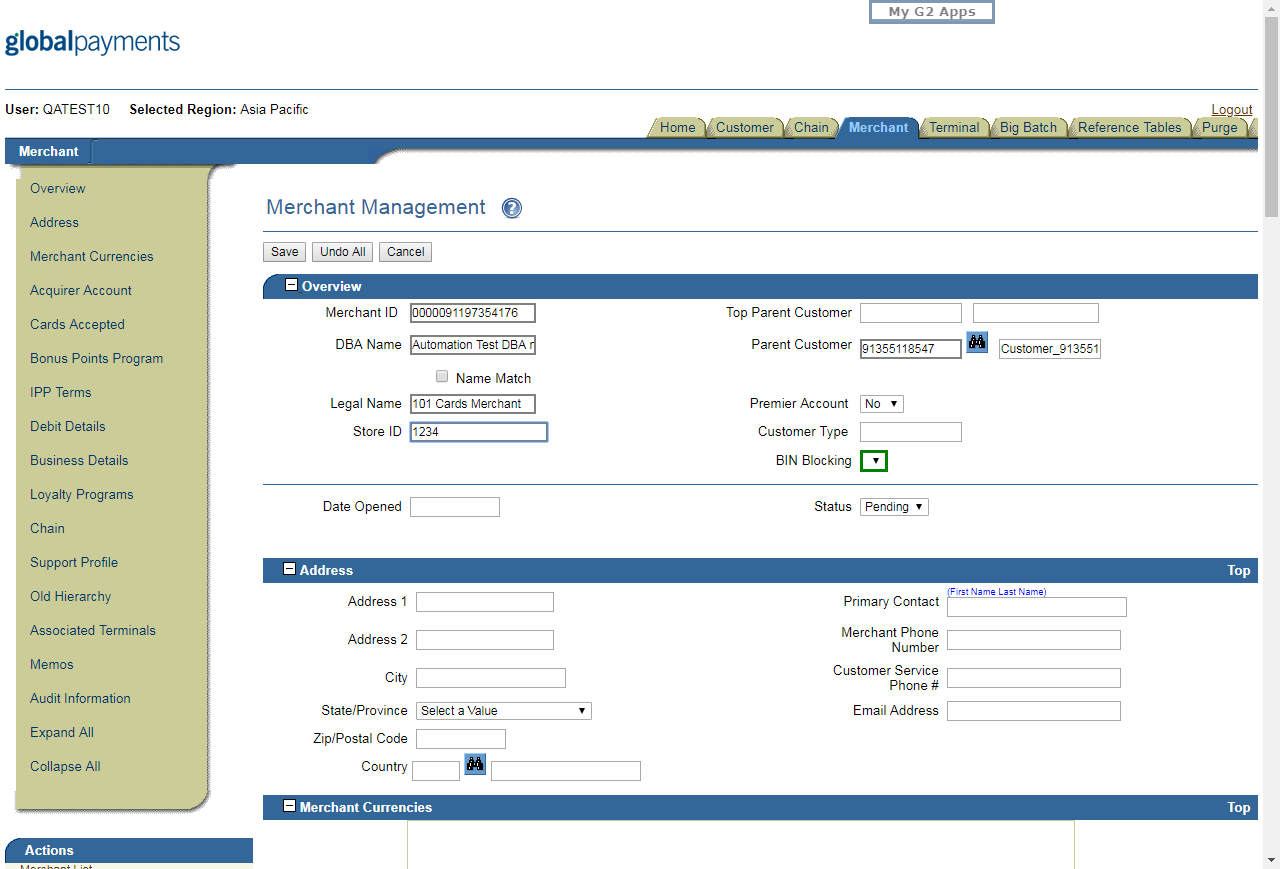 My G2 Apps
globalpayments
User: QATEST10 Selected Region: Asia Pacific
Logout
Home Customer Chain Merchant Terminal Big Batch Reference Tables Purge
Merchant
Overview
Address
Merchant Currencies
Acquirer Account
Cards Accepted
Bonus Points Program
IPP Terms
Debit Details
Business Details
Loyalty Programs
Chain
Support Profile
Old Hierarchy
Associated Terminals
Memos
Audit Information
Expand All
Collapse All
Actions
Merchant List
Merchant Management ?
Save Undo All Cancel
Overview
Merchant ID 0000091197354176 Top Parent Customer
DBA Name Automation Test DBA Parent Customer 91355118547 Customer_913551
Name Match
Legal Name 101 Cards Merchant Premier Account No
Store ID 1234 Customer Type
BIN Blocking
Date Opened Status Pending
Address Top
Address 1 Primary Contact (First Name Last Name)
Address 2 Merchant Phone Number
City Customer Service Phone #
State/Province Select a Value Email Address
Zip/Postal Code
Country
Merchant Currencies Top